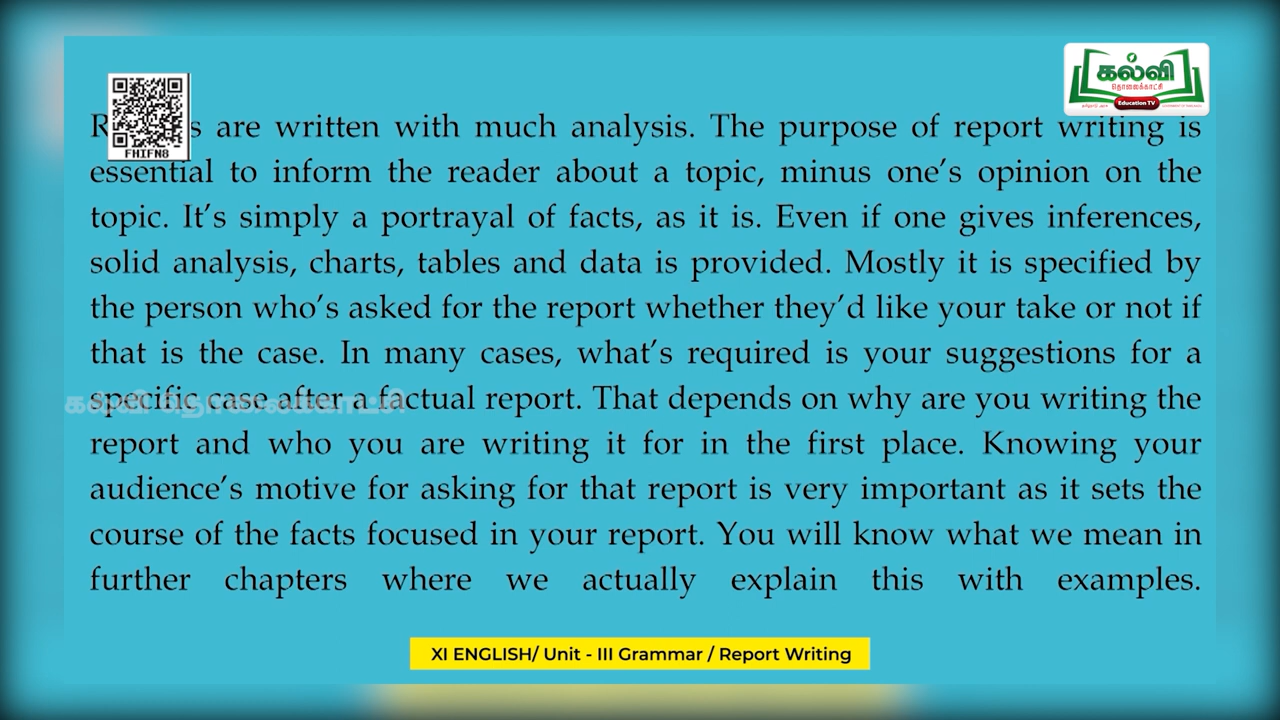 கல்வி
தொலைக்காட்சி
Education TV
FHIFN8
are written with much analysis. The purpose of report writing is
essential to inform the reader about a topic, minus one’s opinion on the
topic. It’s simply a portrayal of facts, as it is. Even if one gives inferences,
solid analysis, charts, tables and data is provided. Mostly it is specified by
the person who’s asked for the report whether they’d like your take or not if
that is the case. In many cases, what’s required is your suggestions for a
specific case after a factual report. That depends on why are you writing the
கல்வி தொலைக்காட்சி
report and who you are writing it for in the first place. Knowing your
audience’s motive for asking for that report is very important as it sets the
course of the facts focused in your report. You will know what we mean in
further chapters where we actually explain this with examples.
XI ENGLISH/ Unit - III Grammar / Report Writing